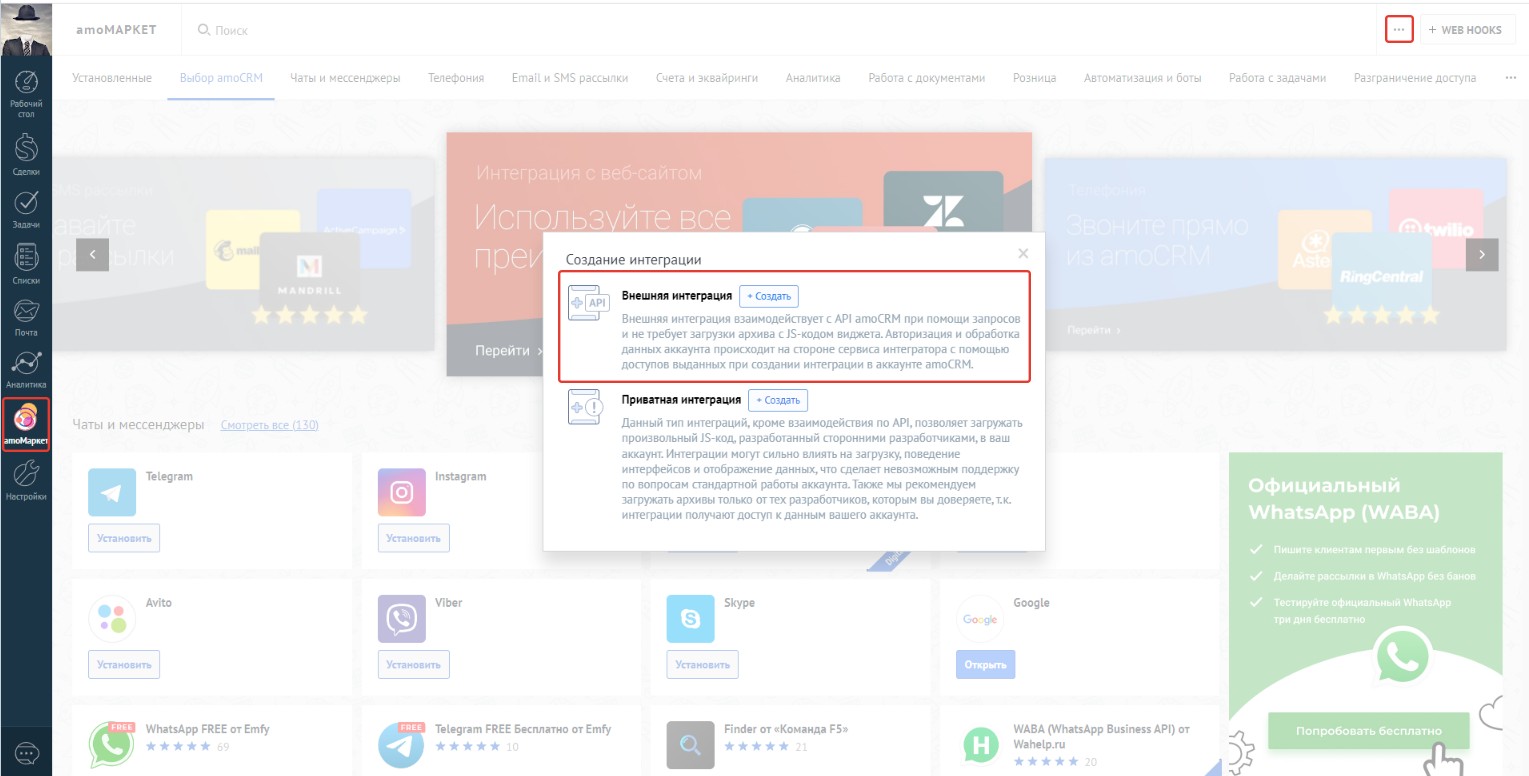 amoМАРКЕТ
Поиск
...
+ WEB HOOKS
Установленные
Выбор amoCRM
Чаты и мессенджеры
Телефония
Email и SMS рассылки
Счета и эквайринги
Аналитика
Работа с документами
Розница
Автоматизация и боты
Работа с задачами
Разграничение доступа
...
Рабочий
стол
Сделки
Задачи
Списки
Почта
Аналитика
amoМаркет
Настройки
ActiveCampaign >
mail
MANDRILL
Интеграция с веб-сайтом
Используйте все
Перейти >
Телефония
Звоните прямо
из amoCRM
Aste
twilio
RingCentral
Перейти >
Создание интеграции
API
Внешняя интеграция
+ Создать
Внешняя интеграция взаимодействует с API amoCRM при помощи запросов
и не требует загрузки архива с JS-кодом виджета. Авторизация и обработка
данных аккаунта происходит на стороне сервиса интегратора с помощью
доступов выданных при создании интеграции в аккаунте amoCRM.
Приватная интеграция
+ Создать
Данный тип интеграций, кроме взаимодействия по API, позволяет загружать
произвольный JS-код, разработанный сторонними разработчиками, в ваш
аккаунт. Интеграции могут сильно влиять на загрузку, поведение
интерфейсов и отображение данных, что сделает невозможным поддержку
по вопросам стандартной работы аккаунта. Также мы рекомендуем
загружать архивы только от тех разработчиков, которым вы доверяете, т.к.
интеграции получают доступ к данным вашего аккаунта.
Чаты и мессенджеры
Смотреть все (130)
Telegram
Установить
Instagram
Установить
Avito
Установить
Viber
Установить
Skype
Установить
Google
Google
Открыть
FREE
WhatsApp FREE от Emfy
69
FREE
Telegram FREE Бесплатно от Emfy
10
Finder от «Команда F5»
21
H
WABA (WhatsApp Business API) от
Wahelp.ru
20
Официальный
WhatsApp (WABA)
Пишите клиентам первым без шаблонов
Делайте рассылки в WhatsApp без банов
Тестируйте официальный WhatsApp
три дня бесплатно
Попробовать бесплатно